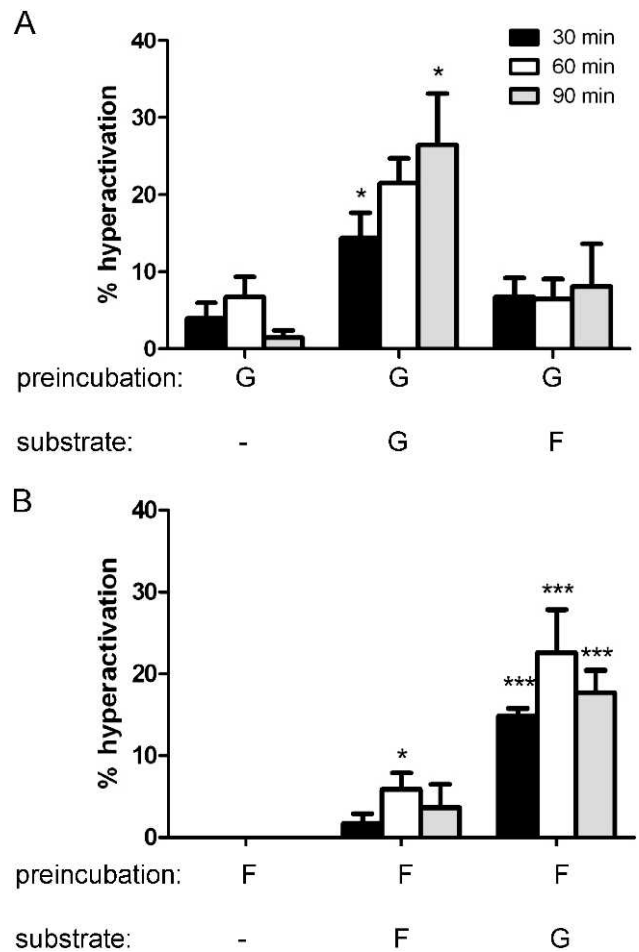 A
30 min
60 min
90 min
% hyperactivation
40
30
20
10
0
*
*
preincubation: G G G
substrate: - G F
B
% hyperactivation
40
30
20
10
0
*
***
***
***
preincubation: F F F
substrate: - F G